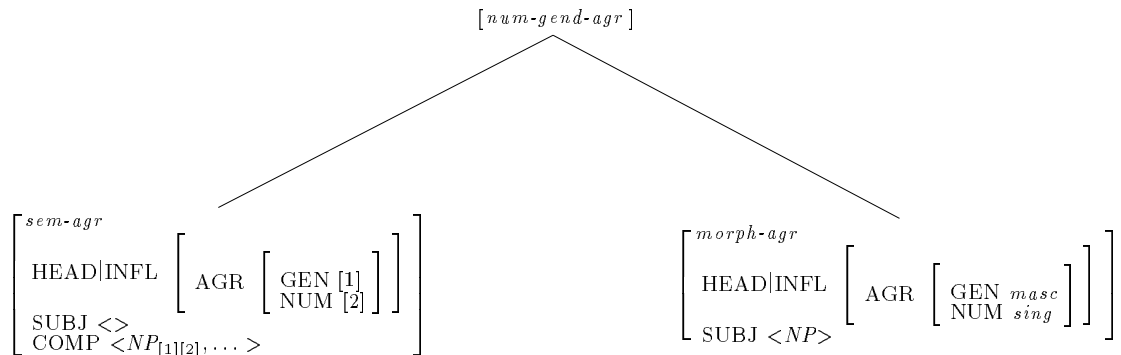 [num-gend-agr]
sem-agr
HEAD|INFL [AGR [GEN [1]
NUM [2]]]
SUBJ <>
COMP <NP[1][2], ... >
morph-agr
HEAD|INFL [AGR [GEN masc
NUM sing]]
SUBJ <NP>